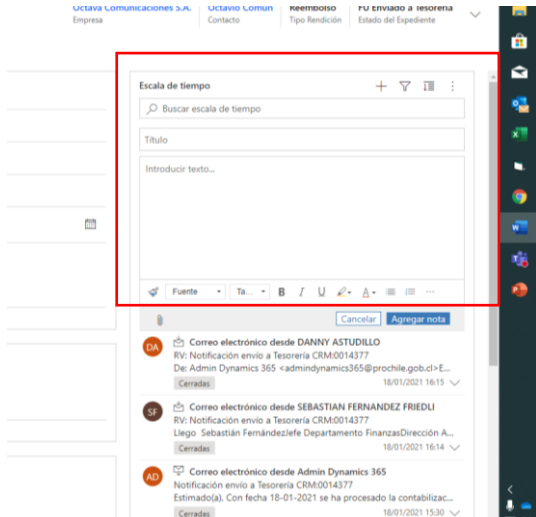 Octava Comunicaciones S.A.
Empresa
Octavio Comun
Contacto
Reembolso
Tipo Rendición
FU Enviado a Tesorería
Estado del Expediente
Escala de tiempo
Buscar escala de tiempo
Título
Introducir texto...
Fuente
Ta...
B I U A
Cancelar
Agregar nota
DA
Correo electrónico desde DANNY ASTUDILLO
RV: Notificación envío a Tesorería CRM:0014377
De: Admin Dynamics 365 <admindynamics365@prochile.gob.cl>E...
Cerradas
18/01/2021 16:15
SF
Correo electrónico desde SEBASTIAN FERNANDEZ FRIEDLI
RV: Notificación envío a Tesorería CRM:0014377
Llego Sebastián FernándezJefe Departamento FinanzasDirección A...
Cerradas
18/01/2021 16:14
AD
Correo electrónico desde Admin Dynamics 365
Notificación envío a Tesorería CRM:0014377
Estimado(a). Con fecha 18-01-2021 se ha procesado la contabilizac...
Cerradas
18/01/2021 15:30